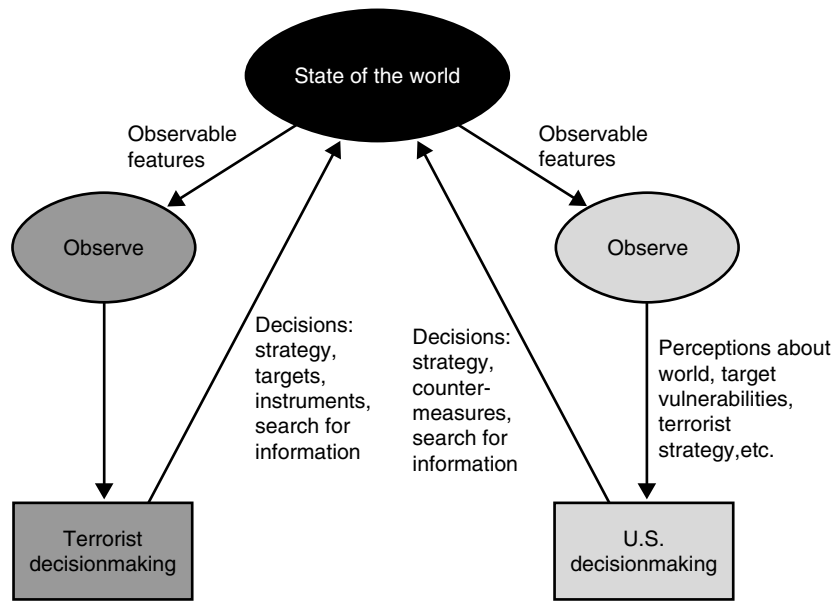 State of the world
Observable
features
Observable
features
Observe
Observe
Decisions:
strategy,
targets,
instruments,
search for
information
Decisions:
strategy,
counter-
measures,
search for
information
Perceptions about
world, target
vulnerabilities,
terrorist
strategy,etc.
Terrorist
decisionmaking
U.S.
decisionmaking